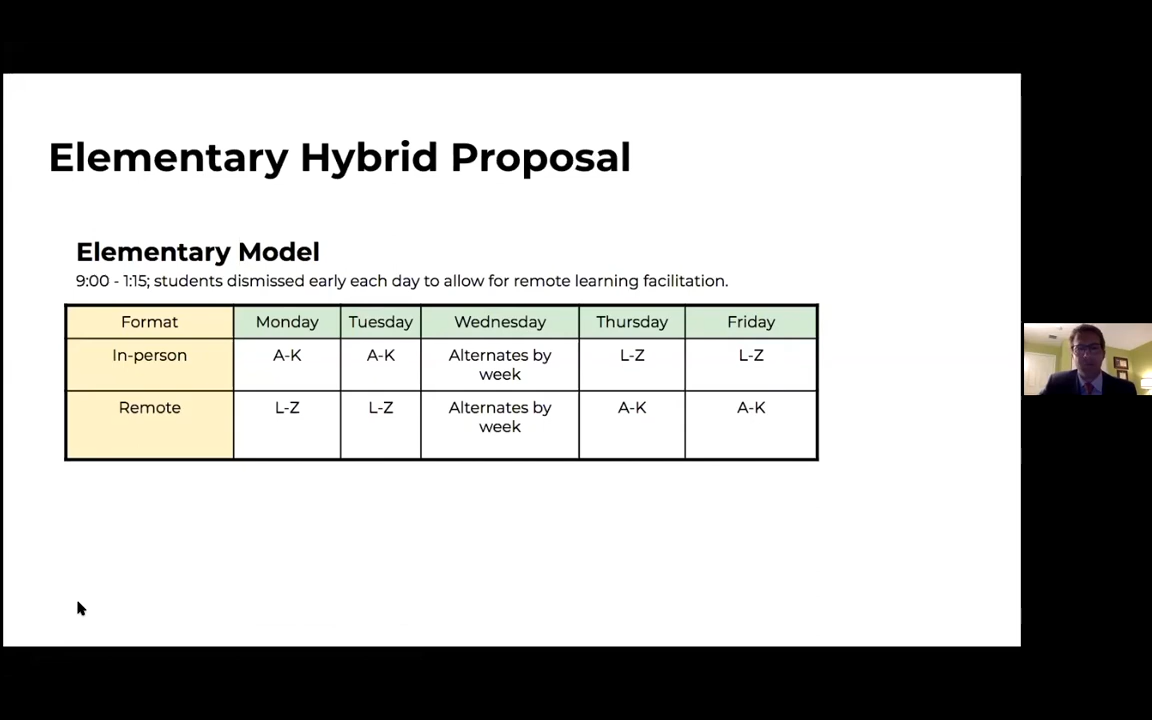 Elementary Hybrid Proposal
Elementary Model
9:00 - 1:15; students dismissed early each day to allow for remote learning facilitation.
Format Monday Tuesday Wednesday Thursday Friday
In-person A-K A-K Alternates by week L-Z L-Z
Remote L-Z L-Z Alternates by week A-K A-K